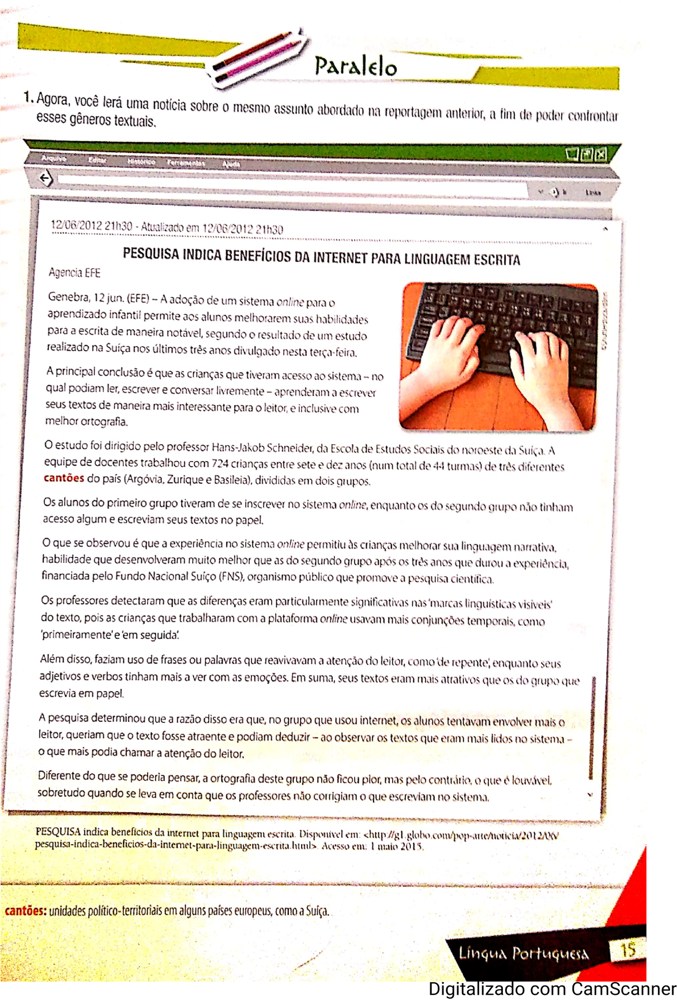 Paralelo
1. Agora, você lerá uma notícia sobre o mesmo assunto abordado na reportagem anterior, a fim de poder confrontar
esses gêneros textuais.
Arquivo Editar Histórico Ferramentas Ajuda
Links
12/06/2012 21h30 - Atualizado em 12/06/2012 21h30
PESQUISA INDICA BENEFÍCIOS DA INTERNET PARA LINGUAGEM ESCRITA
Agencia EFE
Genebra, 12 jun. (EFE) – A adoção de um sistema online para o
aprendizado infantil permite aos alunos melhorarem suas habilidades
para a escrita de maneira notável, segundo o resultado de um estudo
realizado na Suíça nos últimos três anos divulgado nesta terça-feira.
A principal conclusão é que as crianças que tiveram acesso ao sistema – no
qual podiam ler, escrever e conversar livremente – aprenderam a escrever
seus textos de maneira mais interessante para o leitor, e inclusive com
melhor ortografia.
O estudo foi dirigido pelo professor Hans-Jakob Schneider, da Escola de Estudos Sociais do noroeste da Suíça. A
equipe de docentes trabalhou com 724 crianças entre sete e dez anos (num total de 44 turmas) de três diferentes
cantões do país (Argóvia, Zurique e Basileia), divididas em dois grupos.
Os alunos do primeiro grupo tiveram de se inscrever no sistema online, enquanto os do segundo grupo não tinham
acesso algum e escreviam seus textos no papel.
O que se observou é que a experiência no sistema online permitiu às crianças melhorar sua linguagem narrativa,
habilidade que desenvolveram muito melhor que as do segundo grupo após os três anos que durou a experiência,
financiada pelo Fundo Nacional Suíço (FNS), organismo público que promove a pesquisa científica.
Os professores detectaram que as diferenças eram particularmente significativas nas 'marcas linguísticas visíveis'
do texto, pois as crianças que trabalharam com a plataforma online usavam mais conjunções temporais, como
'primeiramente' e 'em seguida'.
Além disso, faziam uso de frases ou palavras que reavivavam a atenção do leitor, como 'de repente', enquanto seus
adjetivos e verbos tinham mais a ver com as emoções. Em suma, seus textos eram mais atrativos que os do grupo que
escrevia em papel.
A pesquisa determinou que a razão disso era que, no grupo que usou internet, os alunos tentavam envolver mais o
leitor, queriam que o texto fosse atraente e podiam deduzir – ao observar os textos que eram mais lidos no sistema –
o que mais podia chamar a atenção do leitor.
Diferente do que se poderia pensar, a ortografia deste grupo não ficou pior, mas pelo contrário, o que é louvável,
sobretudo quando se leva em conta que os professores não corrigiam o que escreviam no sistema.
PESQUISA indica benefícios da internet para linguagem escrita. Disponível em: <http://g1.globo.com/pop-arte/noticia/2012/06/
pesquisa-indica-beneficios-da-internet-para-linguagem-escrita.html>. Acesso em: 1 maio 2015.
cantões: unidades político-territoriais em alguns países europeus, como a Suíça.
Língua Portuguesa 15
Digitalizado com CamScanner